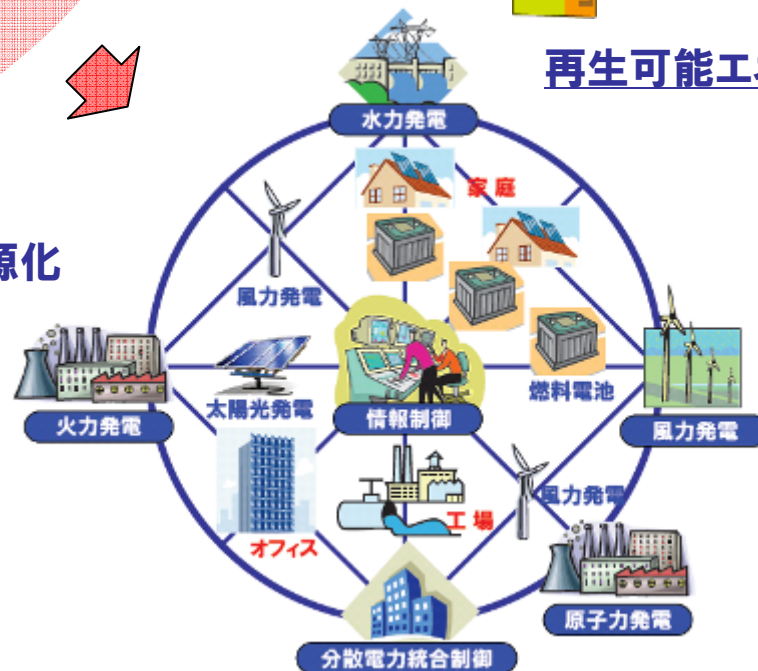 再生可能エネ
水力発電
家庭
源化
風力発電
太陽光発電
情報制御
燃料電池
火力発電
風力発電
オフィス
工場
風力発電
原子力発電
分散電力統合制御